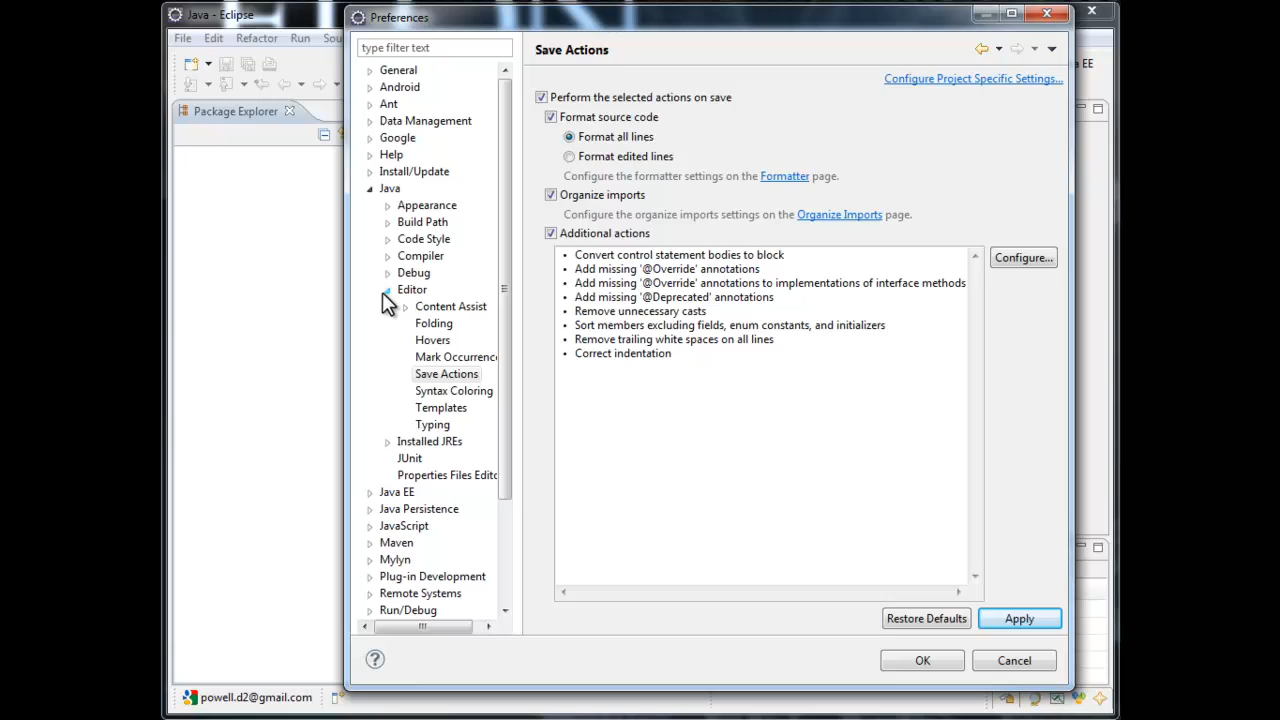 Java - Eclipse
File Edit Refactor Run
Package Explorer
Preferences
type filter text
General
Android
Ant
Data Management
Google
Help
Install/Update
Java
Appearance
Build Path
Code Style
Compiler
Debug
Editor
Content Assist
Folding
Hovers
Mark Occurrenc
Save Actions
Syntax Coloring
Templates
Typing
Installed JREs
JUnit
Properties Files Edito
Java EE
Java Persistence
JavaScript
Maven
Mylyn
Plug-in Development
Remote Systems
Run/Debug
Save Actions
Configure Project Specific Settings...
Perform the selected actions on save
Format source code
Format all lines
Format edited lines
Configure the formatter settings on the Formatter page.
Organize imports
Configure the organize imports settings on the Organize Imports page.
Additional actions
• Convert control statement bodies to block
• Add missing '@Override' annotations
• Add missing '@Override' annotations to implementations of interface methods
• Add missing '@Deprecated' annotations
• Remove unnecessary casts
• Sort members excluding fields, enum constants, and initializers
• Remove trailing white spaces on all lines
• Correct indentation
Configure...
Restore Defaults Apply
OK Cancel
EE
powell.d2@gmail.com